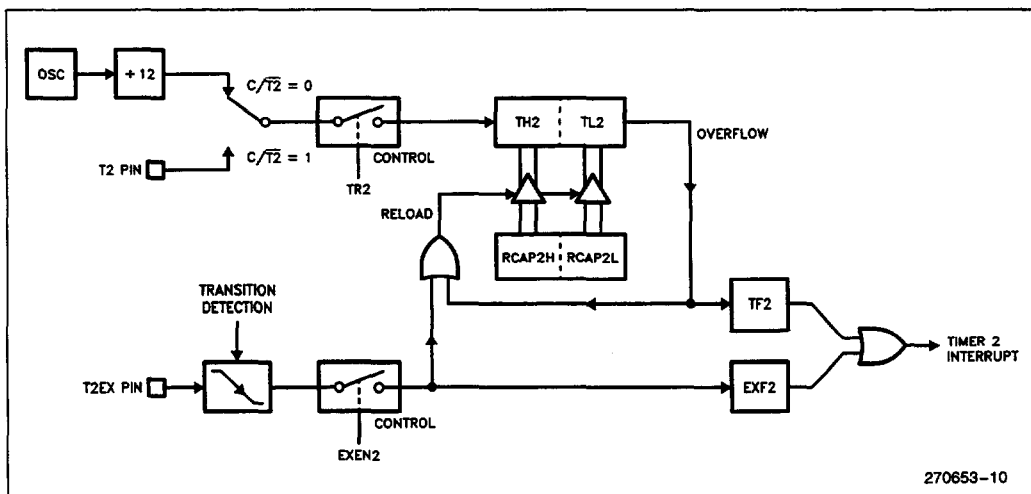 OSC
÷12
C/T2̅ = 0
C/T2̅ = 1
T2 PIN
CONTROL
TR2
TH2
TL2
OVERFLOW
RELOAD
RCAP2H
RCAP2L
TRANSITION
DETECTION
T2EX PIN
CONTROL
EXEN2
TF2
EXF2
TIMER 2
INTERRUPT
270653-10